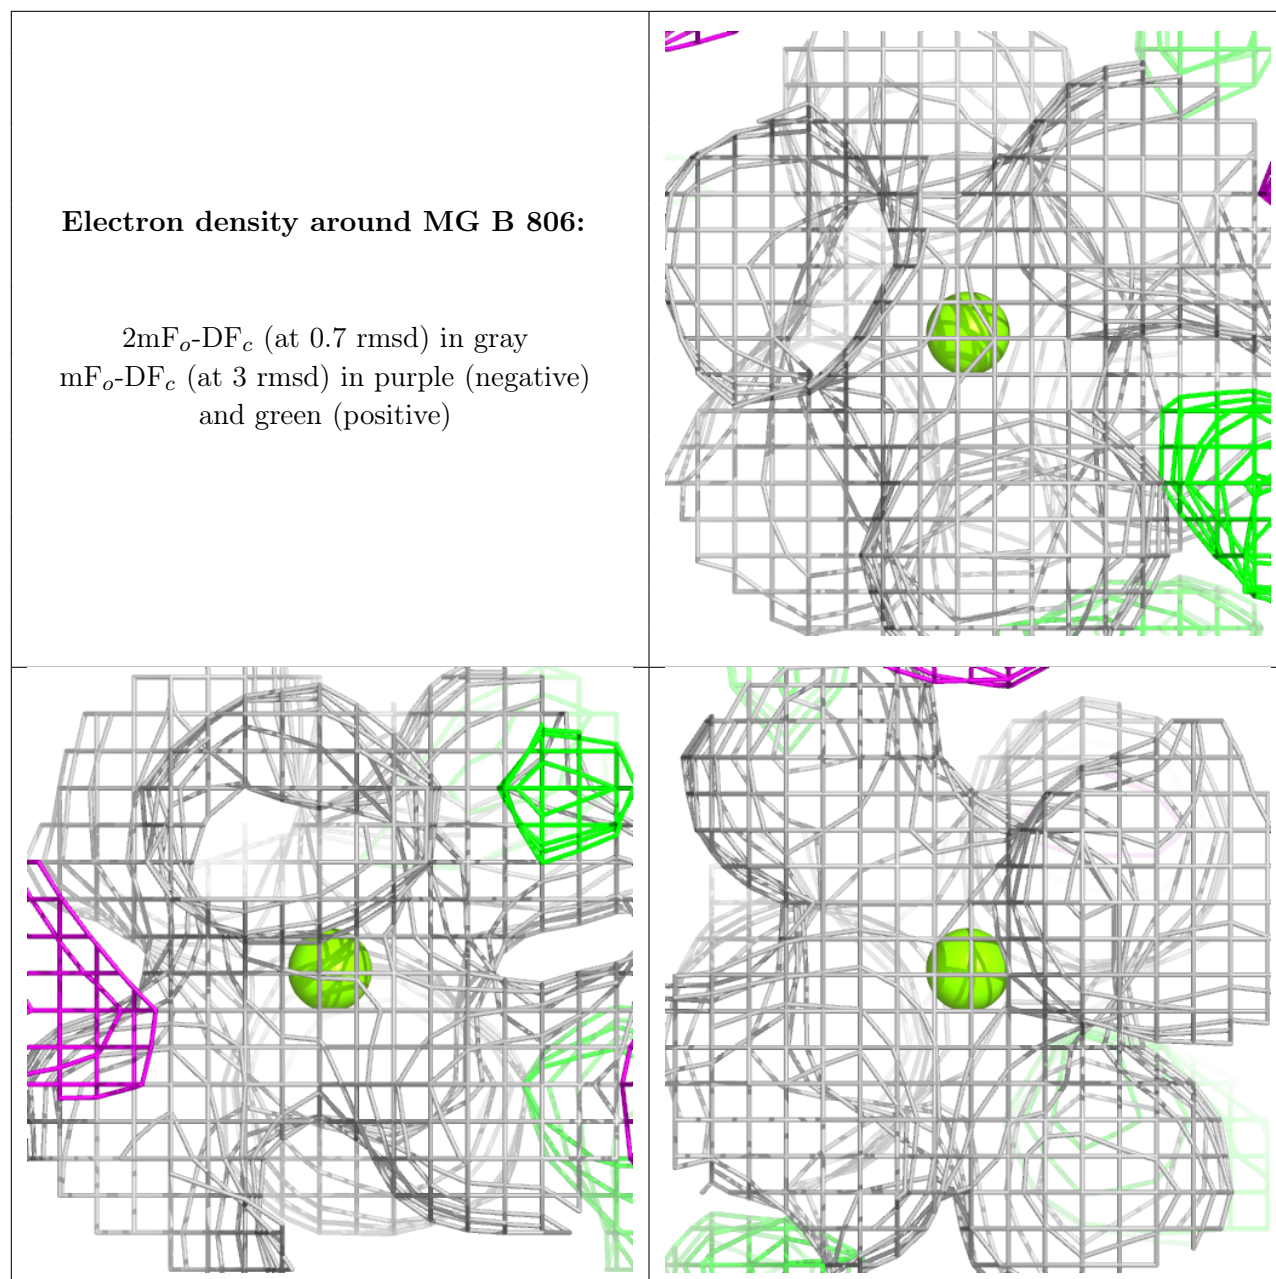 Electron density around MG B 806:
2mFo-DFc (at 0.7 rmsd) in gray
mFo-DFc (at 3 rmsd) in purple (negative)
and green (positive)